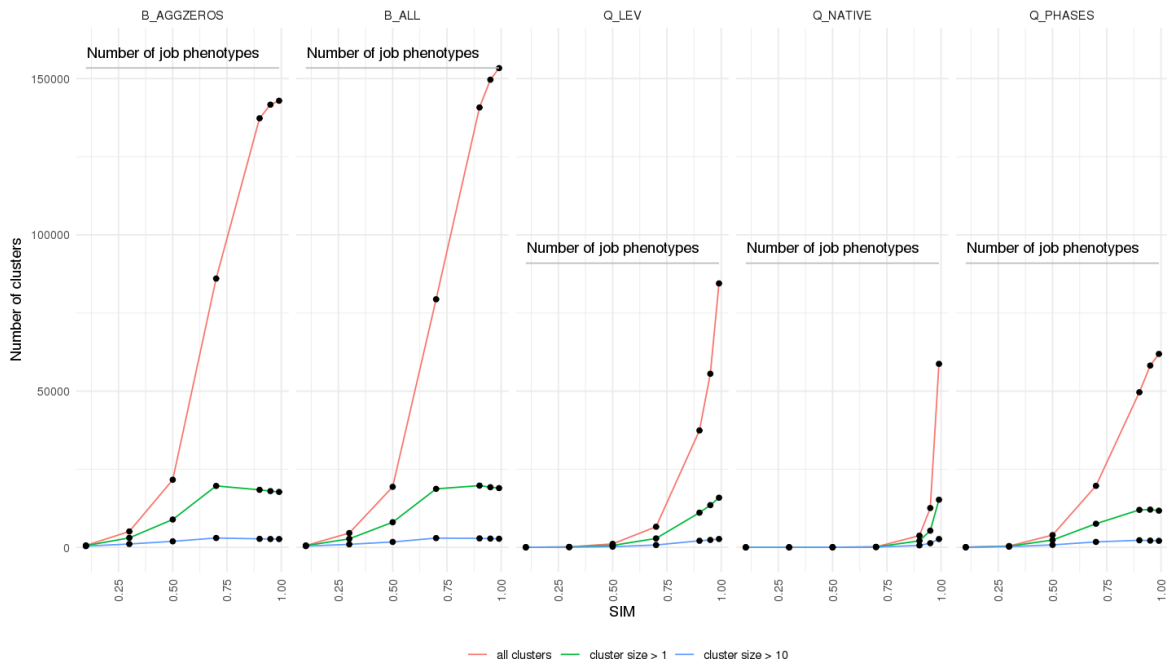 B_AGGZEROS B_ALL Q_LEV Q_NATIVE Q_PHASES
Number of job phenotypes Number of job phenotypes
150000
100000
Number of job phenotypes Number of job phenotypes Number of job phenotypes
50000
0
Number of clusters
0.25 0.50 0.75 1.00 0.25 0.50 0.75 1.00 0.25 0.50 0.75 1.00 0.25 0.50 0.75 1.00 0.25 0.50 0.75 1.00
SIM
all clusters cluster size > 1 cluster size > 10